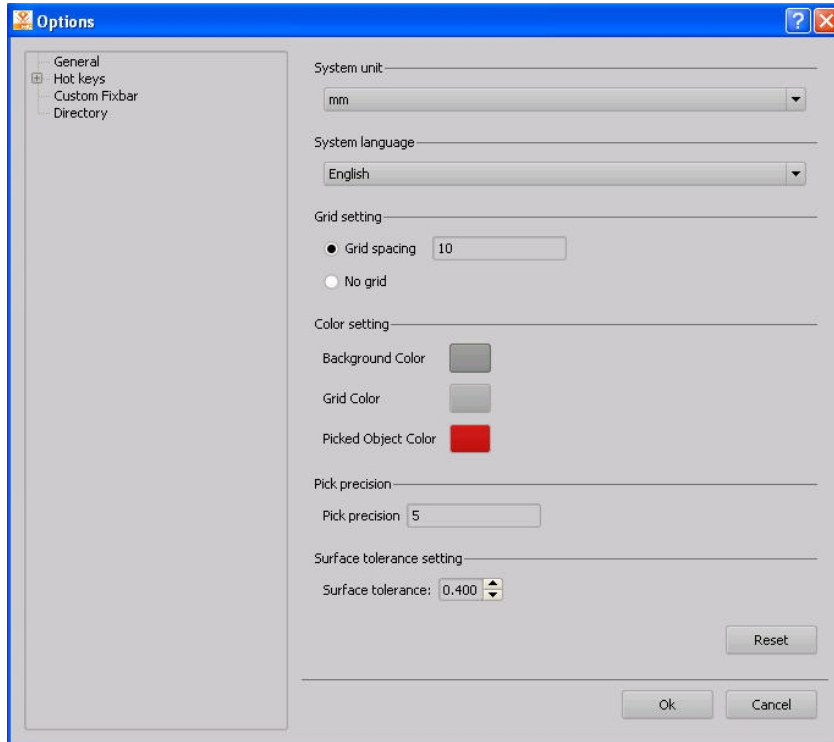 Options
General
Hot keys
Custom Fixbar
Directory
System unit
mm
System language
English
Grid setting
Grid spacing 10
No grid
Color setting
Background Color
Grid Color
Picked Object Color
Pick precision
Pick precision 5
Surface tolerance setting
Surface tolerance: 0.400
Reset
Ok Cancel